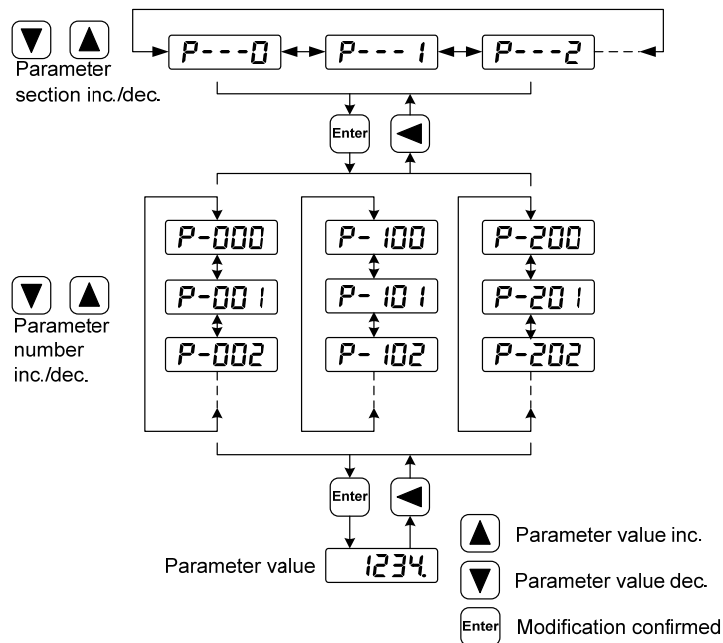 P---0 P---1 P---2
Parameter
section inc./dec.
Enter
P-000 P-100 P-200
P-001 P-101 P-201
Parameter
number
inc./dec.
P-002 P-102 P-202
Enter
Parameter value 1234.
Parameter value inc.
Parameter value dec.
Enter Modification confirmed